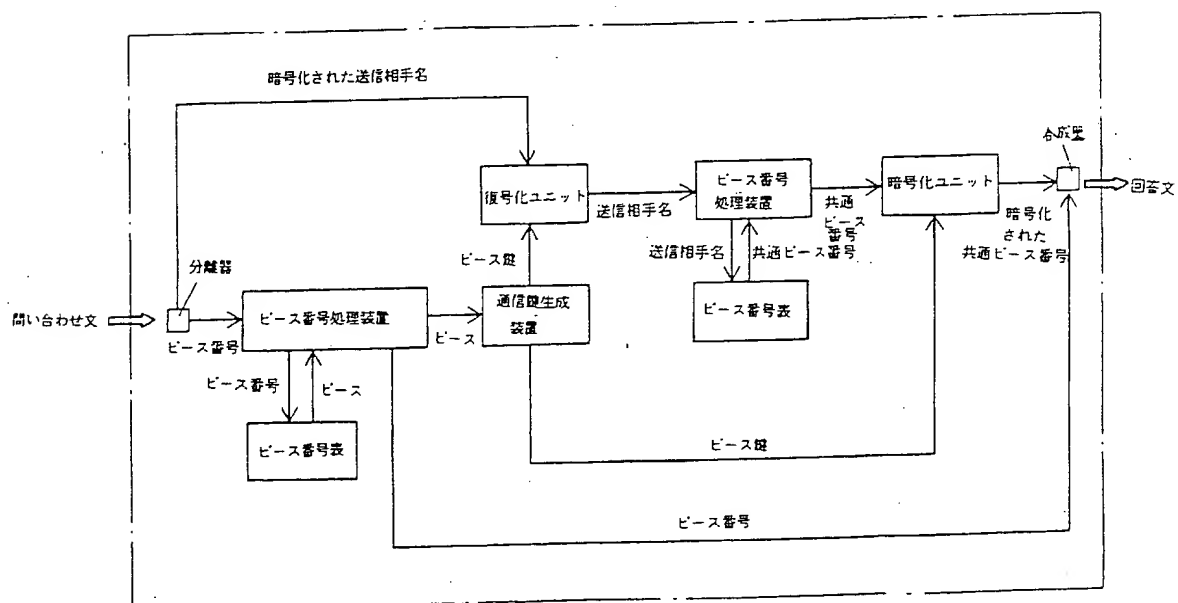 暗号化された送信相手名
合成里
復号化ユニット
ピース番号
処理装置
暗号化ユニット
回答文
送信相手名
共通
ピース
番号
暗号化
された
共通ピース番号
ピース鍵
送信相手名
共通ピース番号
分離器
問い合わせ文
ピース番号処理装置
通信鍵生成
装置
ピース番号表
ピース番号
ピース
ピース番号
ピース
ピース番号表
ピース鍵
ピース番号